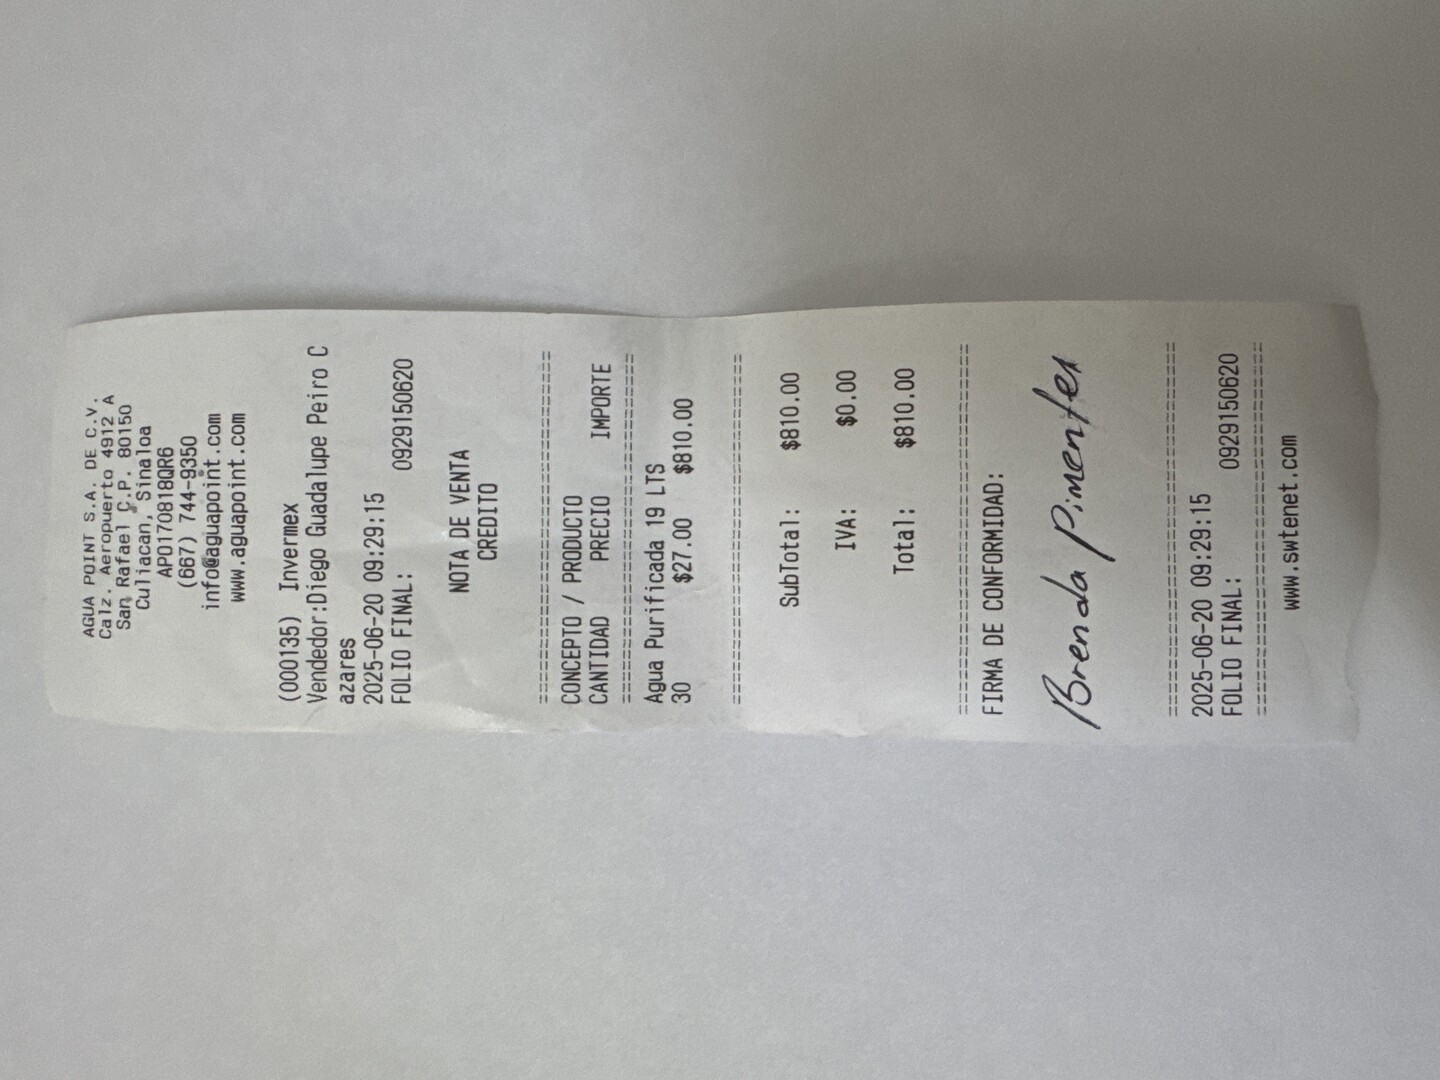 AGUA POINT S.A. DE C.V.
Calz. Aeropuerto 4912 A
San Rafael C.P. 80150
Culiacan, Sinaloa
APO170818QR6
(667) 744-9350
info@aguapoint.com
www.aguapoint.com
(000135) Invermex
Vendedor:Diego Guadalupe Peiro C
azares
2025-06-20 09:29:15
FOLIO FINAL: 0929150620
NOTA DE VENTA
CREDITO
================================
CONCEPTO / PRODUCTO
CANTIDAD PRECIO IMPORTE
================================
Agua Purificada 19 LTS
30 $27.00 $810.00
================================
SubTotal: $810.00
IVA: $0.00
Total: $810.00
================================
FIRMA DE CONFORMIDAD:
Brenda Pimentel
================================
2025-06-20 09:29:15
FOLIO FINAL: 0929150620
================================
www.swtenet.com